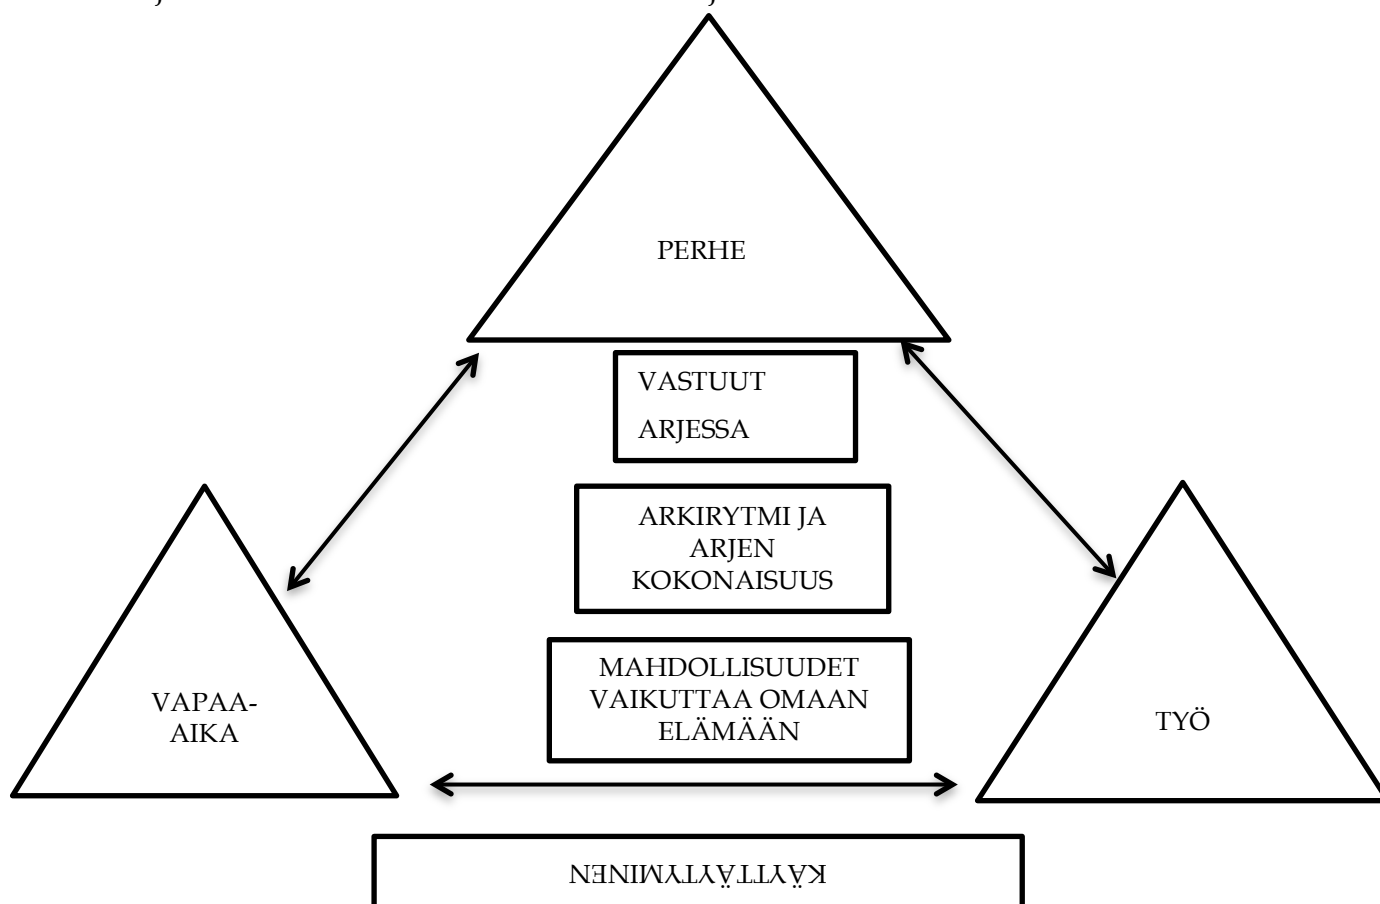 PERHE
VASTUUT
ARJESSA
ARKIRYTMI JA
ARJEN
KOKONAISUUS
MAHDOLLISUUDET
VAIKUTTAA OMAAN
ELÄMÄÄN
VAPAA-
AIKA
TYÖ
KÄYTTÄYTYMINEN